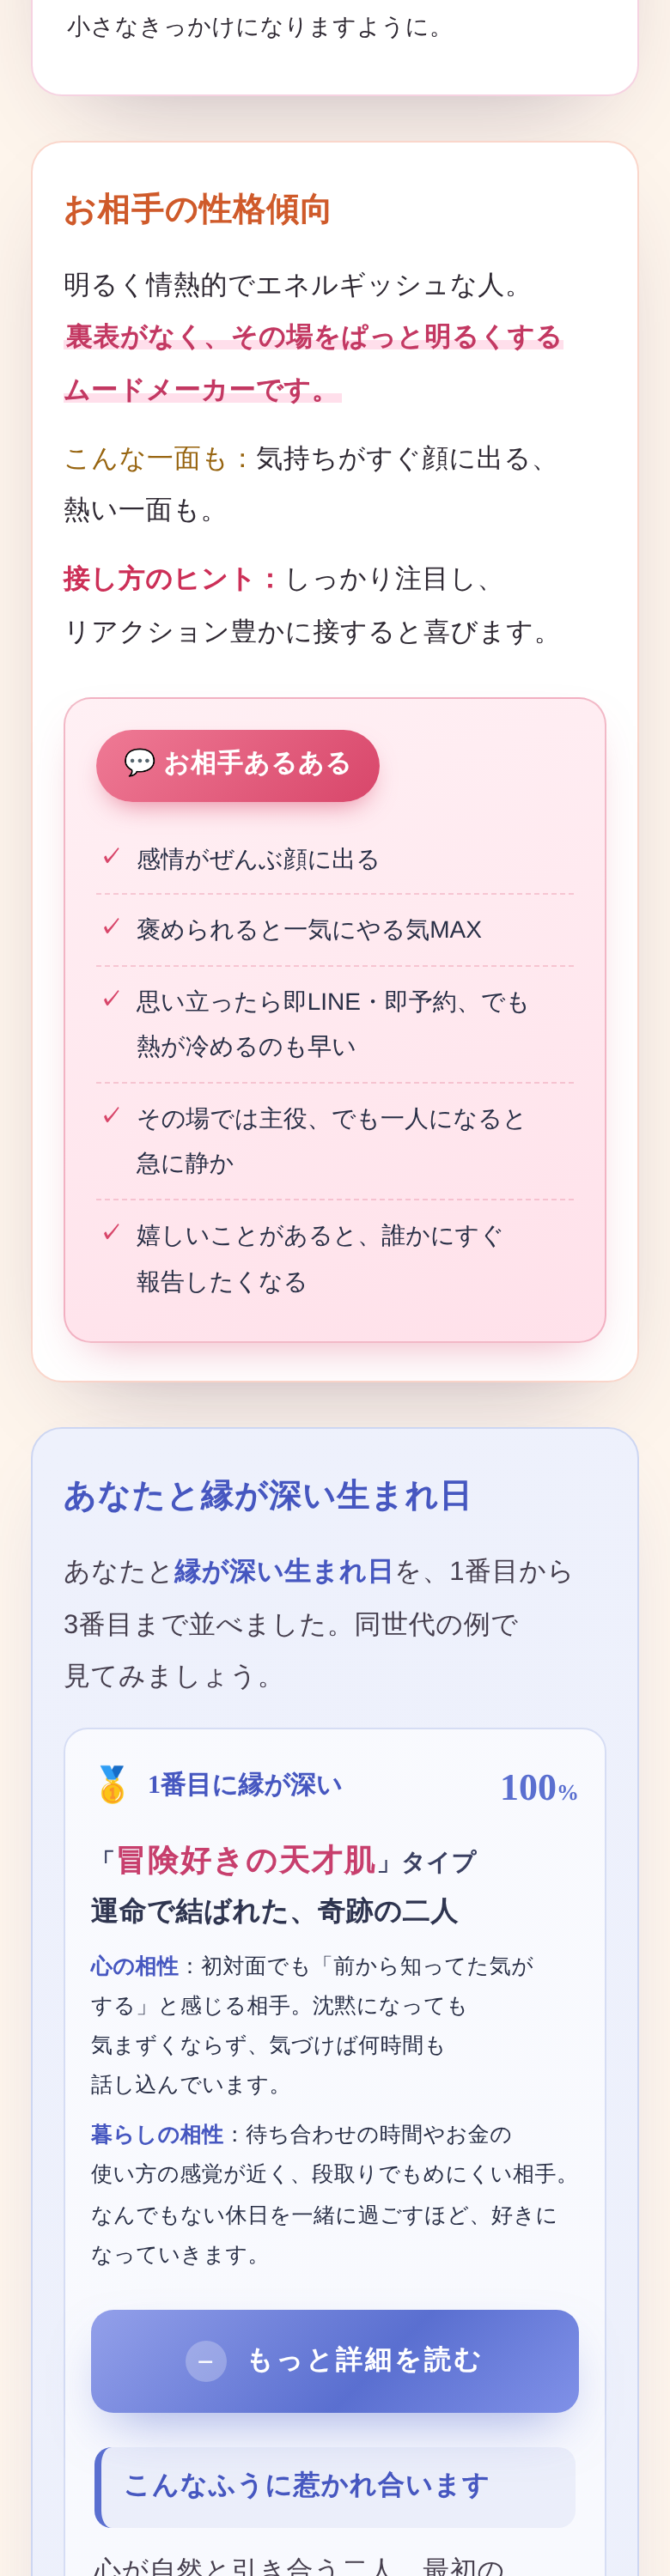 小さなきっかけになりますように。
お相手の性格傾向
明るく情熱的でエネルギッシュな人。
裏表がなく、その場をぱっと明るくする
ムードメーカーです。
こんな一面も：気持ちがすぐ顔に出る、
熱い一面も。
接し方のヒント：しっかり注目し、
リアクション豊かに接すると喜びます。
💬 お相手あるある
✓ 感情がぜんぶ顔に出る
✓ 褒められると一気にやる気MAX
✓ 思い立ったら即LINE・即予約、でも
熱が冷めるのも早い
✓ その場では主役、でも一人になると
急に静か
✓ 嬉しいことがあると、誰かにすぐ
報告したくなる
あなたと縁が深い生まれ日
あなたと縁が深い生まれ日を、1番目から
3番目まで並べました。同世代の例で
見てみましょう。
🥇 1番目に縁が深い 100%
「冒険好きの天才肌」タイプ
運命で結ばれた、奇跡の二人
心の相性：初対面でも「前から知ってた気が
する」と感じる相手。沈黙になっても
気まずくならず、気づけば何時間も
話し込んでいます。
暮らしの相性：待ち合わせの時間やお金の
使い方の感覚が近く、段取りでもめにくい相手。
なんでもない休日を一緒に過ごすほど、好きに
なっていきます。
− もっと詳細を読む
こんなふうに惹かれ合います
心が自然と引き合う二人。最初の